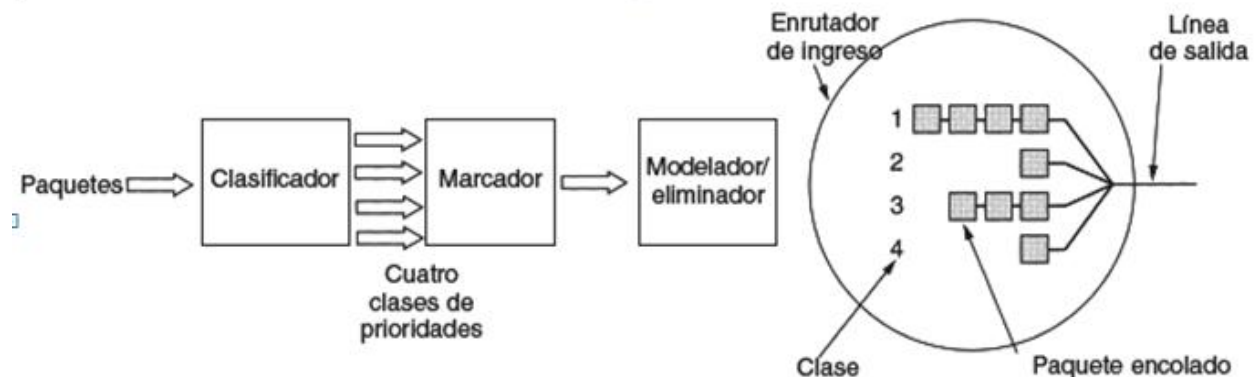 Paquetes
Clasificador
Cuatro
clases de
prioridades
Marcador
Modelador/
eliminador
Enrutador
de ingreso
Línea
de salida
1
2
3
4
Clase
Paquete encolado